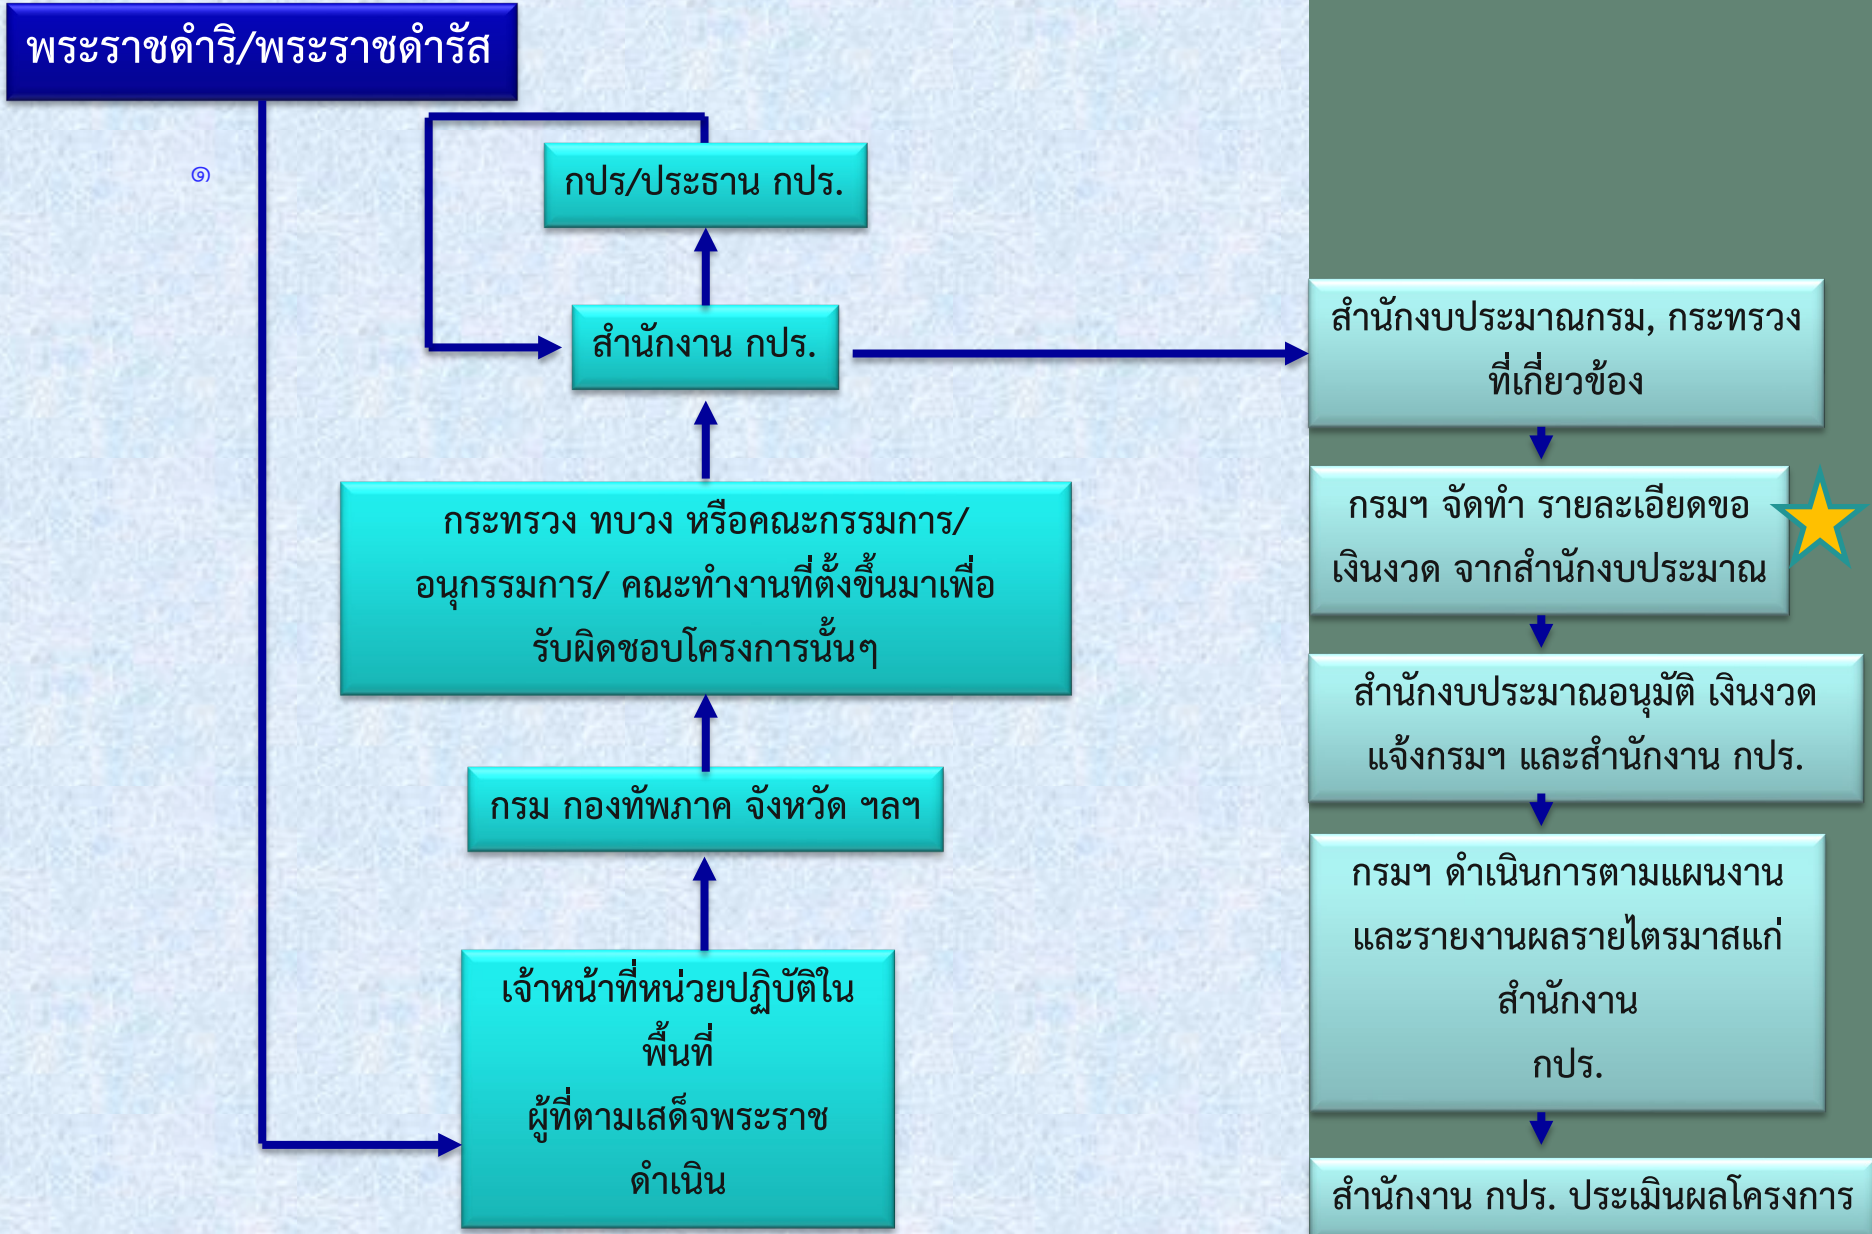 พระราชดำริ/พระราชดำรัส
๑
กปร/ประธาน กปร.
สำนักงาน กปร.
กระทรวง ทบวง หรือคณะกรรมการ/
อนุกรรมการ/ คณะทำงานที่ตั้งขึ้นมาเพื่อ
รับผิดชอบโครงการนั้นๆ
กรม กองทัพภาค จังหวัด ฯลฯ
เจ้าหน้าที่หน่วยปฏิบัติใน
พื้นที่
ผู้ที่ตามเสด็จพระราช
ดำเนิน
สำนักงบประมาณกรม, กระทรวง
ที่เกี่ยวข้อง
กรมฯ จัดทำ รายละเอียดขอ
เงินงวด จากสำนักงบประมาณ
สำนักงบประมาณอนุมัติ เงินงวด
แจ้งกรมฯ และสำนักงาน กปร.
กรมฯ ดำเนินการตามแผนงาน
และรายงานผลรายไตรมาสแก่
สำนักงาน
กปร.
สำนักงาน กปร. ประเมินผลโครงการ